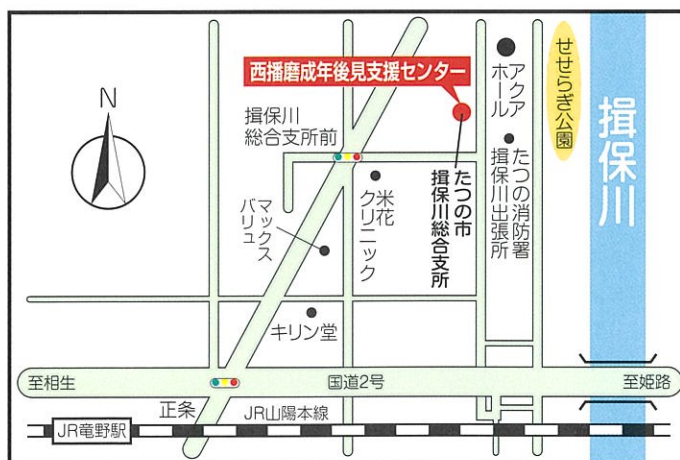 西播磨成年後見支援センター
アクア
ホール
せせらぎ公園
揖保川
N
揖保川
総合支所前
たつの市
揖保川総合支所
たつの消防署
揖保川出張所
米花
クリニック
マックス
バリュ
キリン堂
至相生
国道2号
至姫路
正条
JR山陽本線
JR竜野駅